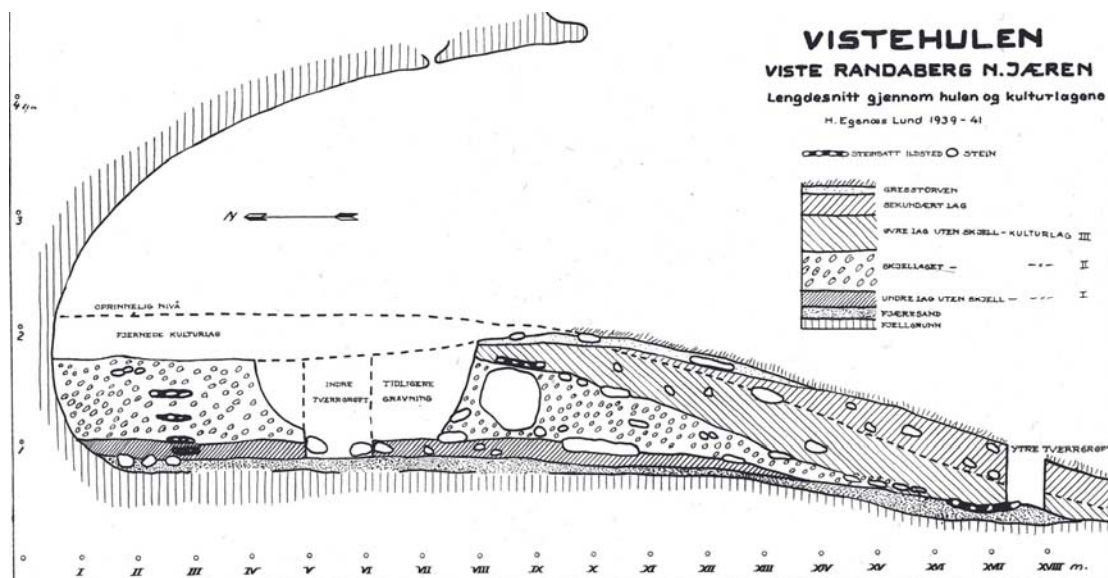 VISTEHULEN
VISTE RANDABERG N.JÆREN
Lengdesnitt gjennom hulen og kulturlagene
H. Egenæs Lund 1939-41
STEINSATT ILDSTED STEIN
GRESSTORVEN
SEKUNDÆRT LAG
ØVRE LAG UTEN SKJELL - KULTURLAG III
SKJELLAGET - - - - - II
UNDRE LAG UTEN SKJELL - - - - - I
FJÆRESAND
FJELLGRUNN
4
3
N
OPRINNELIG NIVÅ
FJERNEDE KULTURLAG
2
INDRE TVERRGRØFT
TIDLIGERE GRAVNING
YTRE TVERRGRØFT
1
I II III IV V VI VII VIII IX X XI XII XIII XIV XV XVI XVII XVIII m.